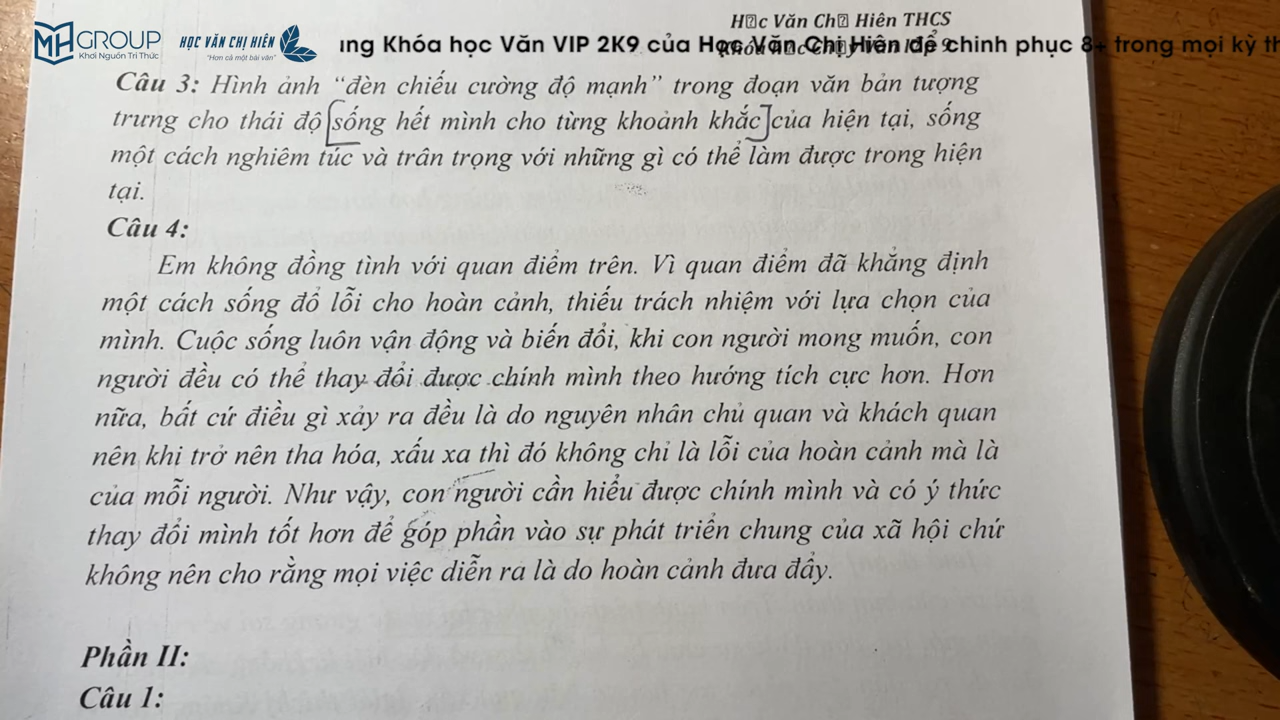 MH GROUP
Khơi Nguồn Tri Thức
HỌC VĂN CHỊ HIÊN
"Hơn cả một bài văn"
Học Văn Chị Hiên THCS
ùng Khóa học Văn VIP 2K9 của Học Văn Chị Hiên để chinh phục 8+ trong mọi kỳ th
Câu 3: Hình ảnh "đèn chiếu cường độ mạnh" trong đoạn văn bản tượng
trưng cho thái độ [sống hết mình cho từng khoảnh khắc] của hiện tại, sống
một cách nghiêm túc và trân trọng với những gì có thể làm được trong hiện
tại.
Câu 4:
Em không đồng tình với quan điểm trên. Vì quan điểm đã khẳng định
một cách sống đổ lỗi cho hoàn cảnh, thiếu trách nhiệm với lựa chọn của
mình. Cuộc sống luôn vận động và biến đổi, khi con người mong muốn, con
người đều có thể thay đổi được chính mình theo hướng tích cực hơn. Hơn
nữa, bất cứ điều gì xảy ra đều là do nguyên nhân chủ quan và khách quan
nên khi trở nên tha hóa, xấu xa thì đó không chỉ là lỗi của hoàn cảnh mà là
của mỗi người. Như vậy, con người cần hiểu được chính mình và có ý thức
thay đổi mình tốt hơn để góp phần vào sự phát triển chung của xã hội chứ
không nên cho rằng mọi việc diễn ra là do hoàn cảnh đưa đẩy.
Phần II:
Câu 1: